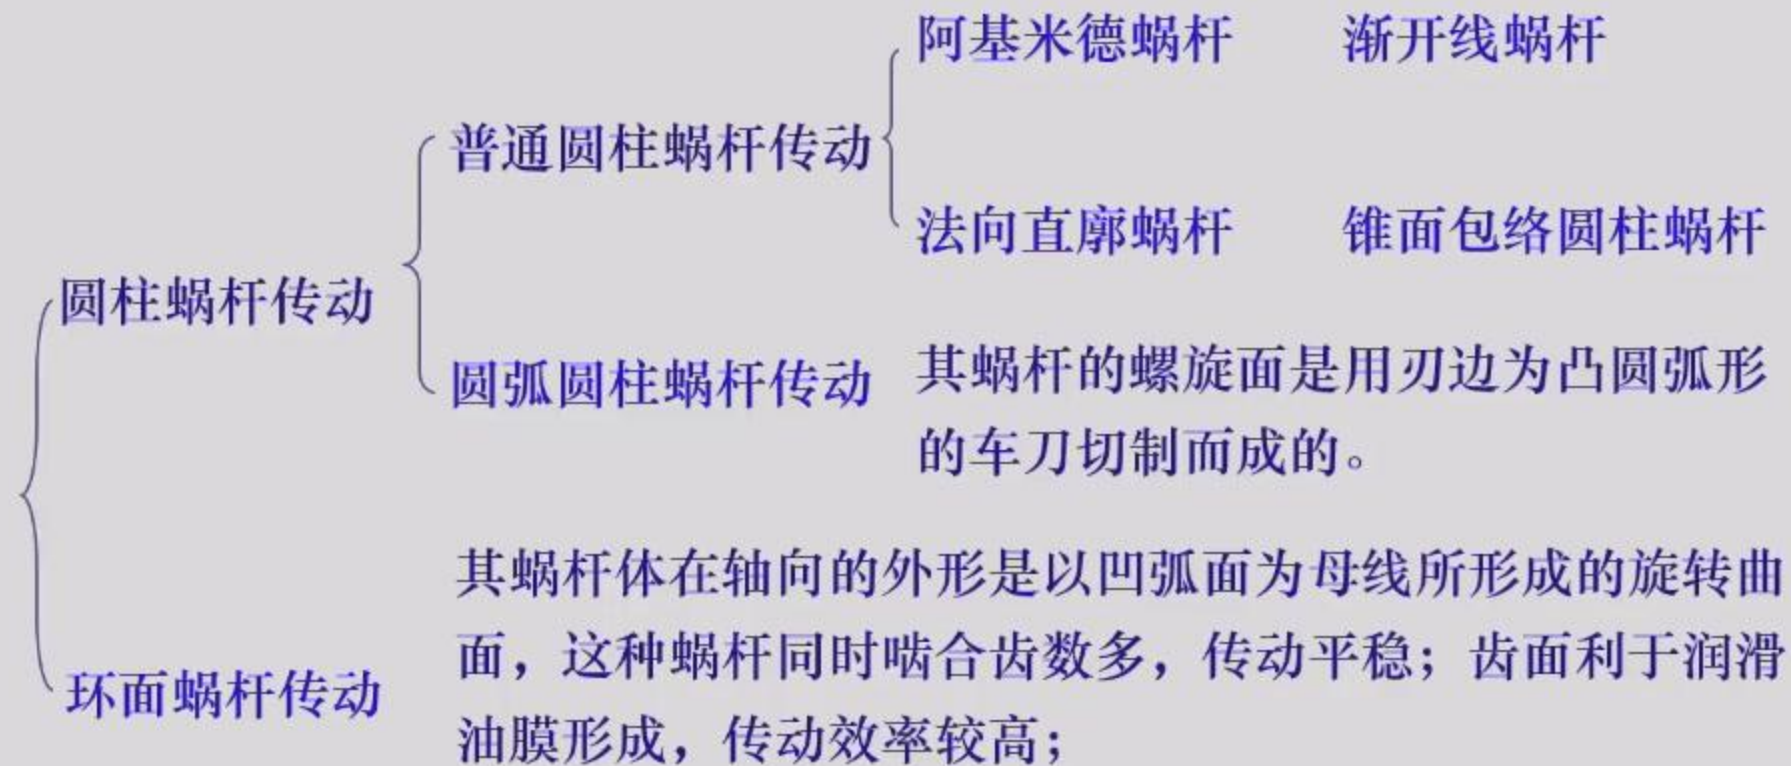 阿基米德蜗杆 渐开线蜗杆
普通圆柱蜗杆传动
法向直廓蜗杆 锥面包络圆柱蜗杆
圆柱蜗杆传动
圆弧圆柱蜗杆传动
其蜗杆的螺旋面是用刃边为凸圆弧形
的车刀切制而成的。
环面蜗杆传动
其蜗杆体在轴向的外形是以凹弧面为母线所形成的旋转曲
面，这种蜗杆同时啮合齿数多，传动平稳；齿面利于润滑
油膜形成，传动效率较高；